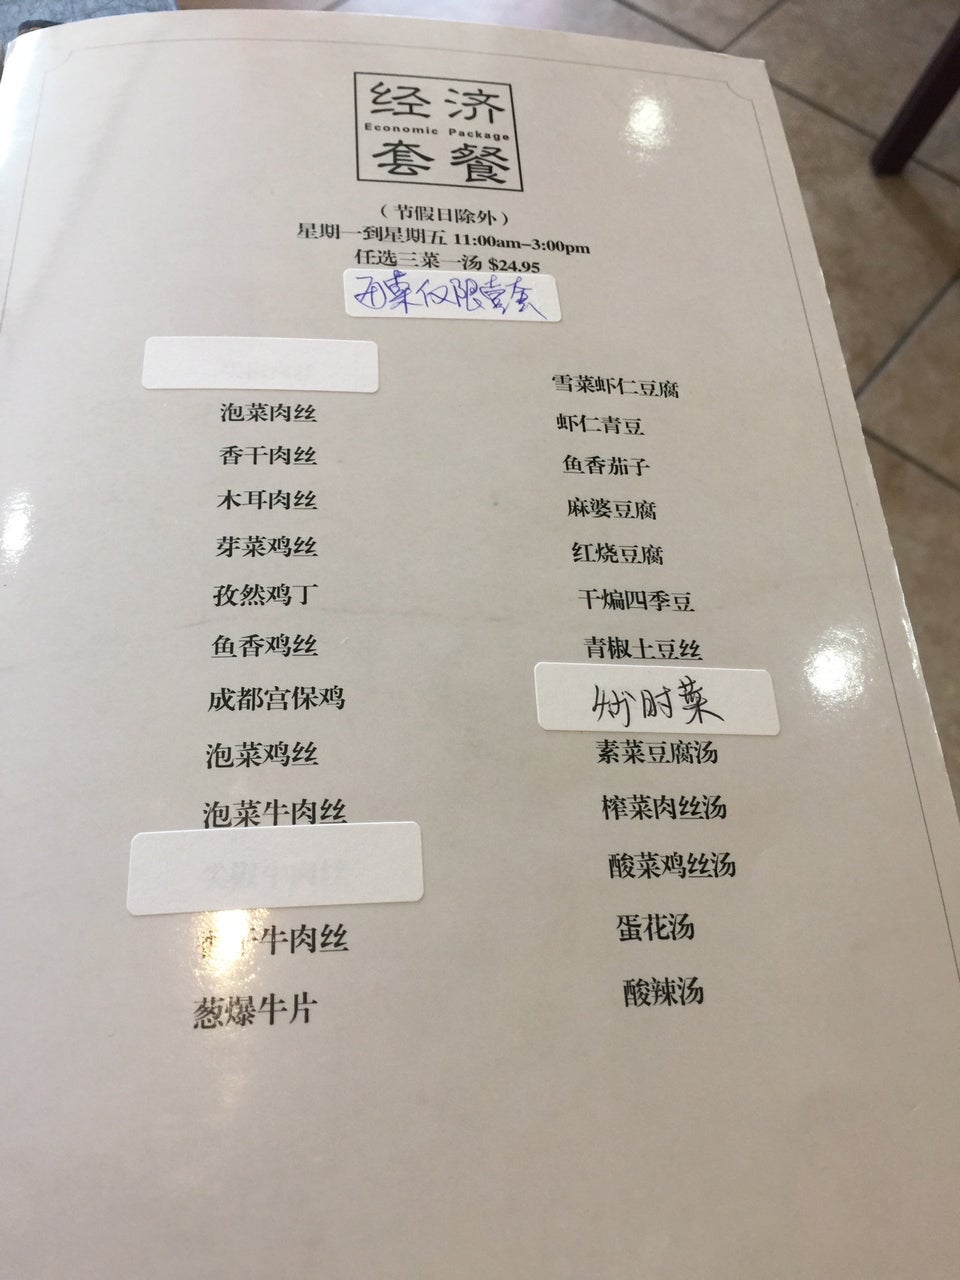 经济
Economic Package
套餐
（节假日除外）
星期一到星期五 11:00am-3:00pm
任选三菜一汤 $24.95
泡菜肉丝
香干肉丝
木耳肉丝
芽菜鸡丝
孜然鸡丁
鱼香鸡丝
成都宫保鸡
泡菜鸡丝
泡菜牛肉丝
牛肉丝
葱爆牛片
雪菜虾仁豆腐
虾仁青豆
鱼香茄子
麻婆豆腐
红烧豆腐
干煸四季豆
青椒土豆丝
炒时菜
素菜豆腐汤
榨菜肉丝汤
酸菜鸡丝汤
蛋花汤
酸辣汤